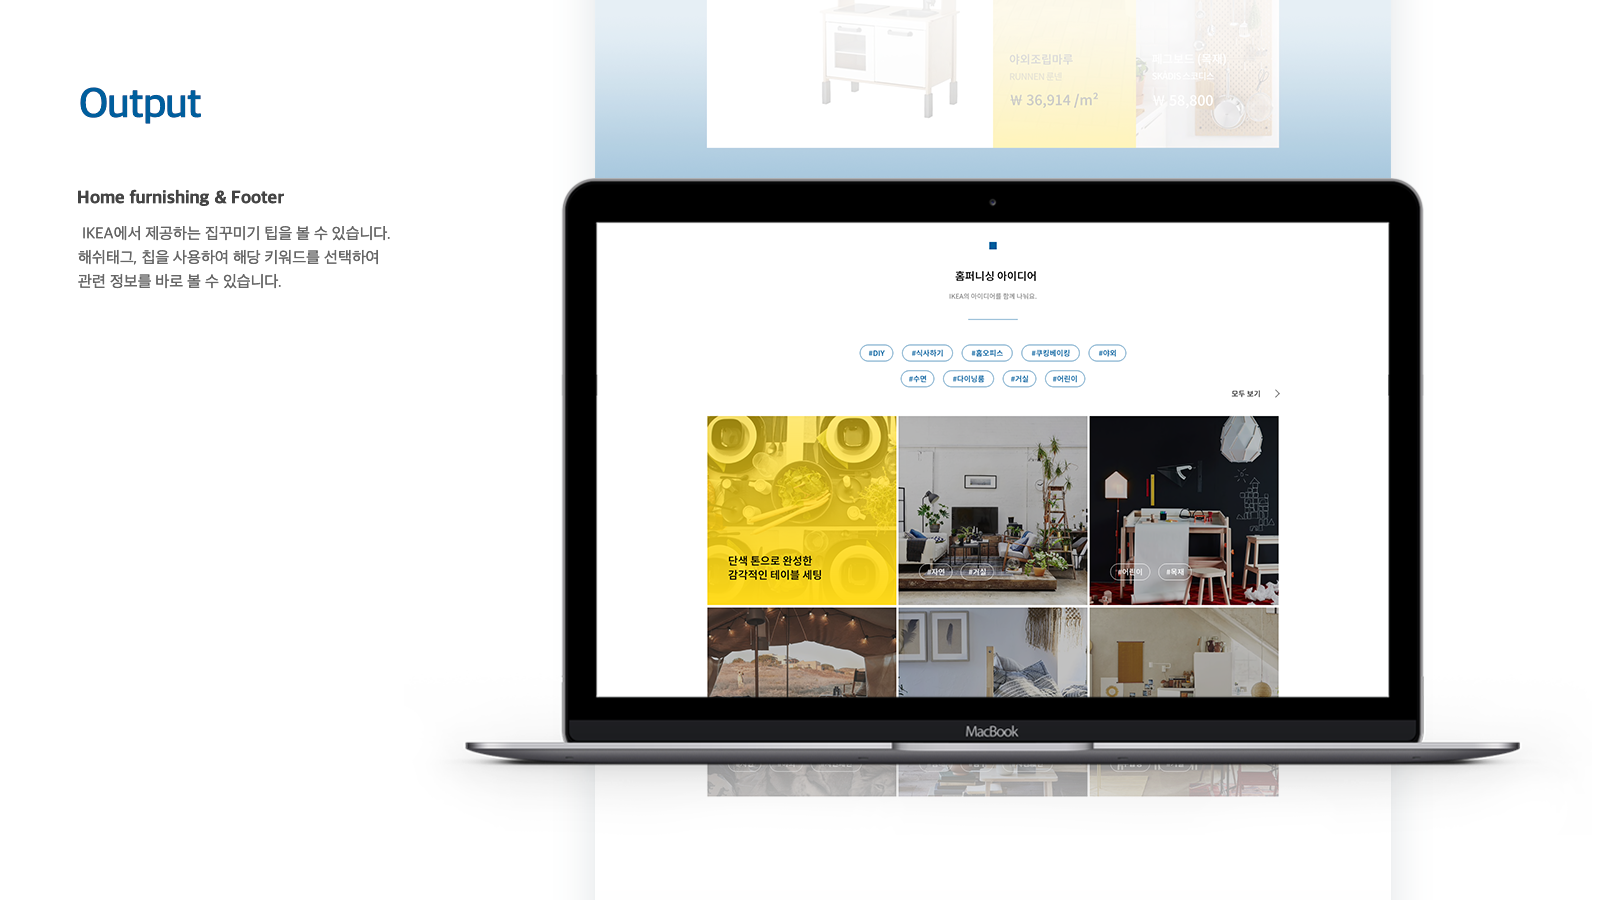 Output
Home furnishing & Footer
IKEA에서 제공하는 집꾸미기 팁을 볼 수 있습니다.
해쉬태그, 칩을 사용하여 해당 키워드를 선택하여
관련 정보를 바로 볼 수 있습니다.
야외조립마루
RUNNEN 룬넨
₩ 36,914 /m²
페그보드 (목재)
SKÅDIS 스코디스
₩ 58,800
홈퍼니싱 아이디어
IKEA의 아이디어를 함께 나눠요.
#DIY #식사하기 #홈오피스 #쿠킹베이킹 #야외
#수면 #다이닝룸 #거실 #어린이
모두 보기
단색 톤으로 완성한
감각적인 테이블 세팅
#자연 #거실
#어린이 #목재
MacBook